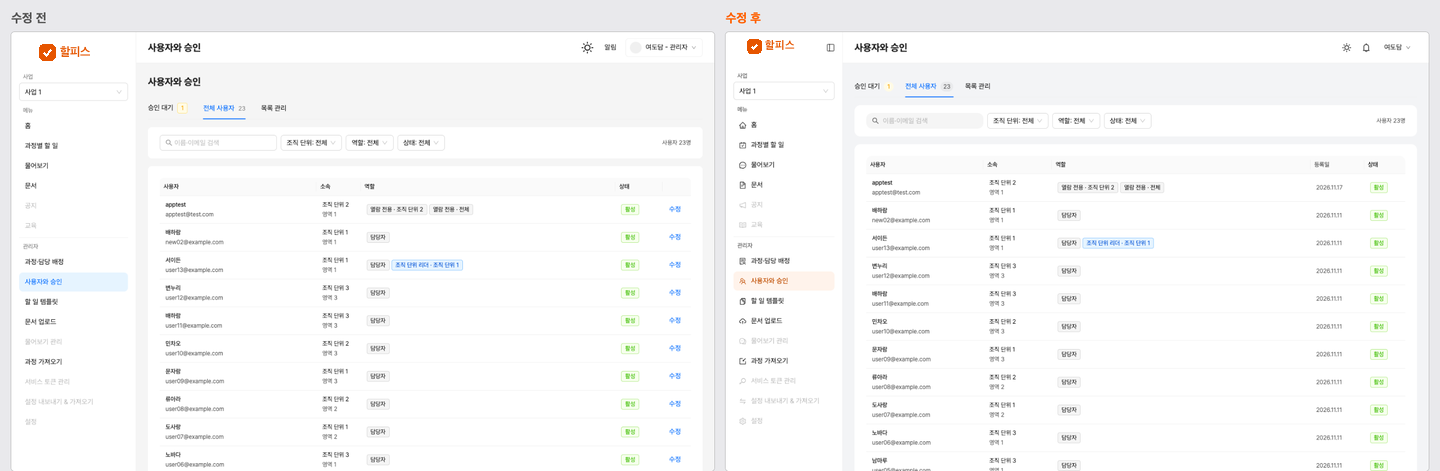 수정 전
할피스
사업
사업 1
메뉴
홈
과정별 할 일
물어보기
문서
공지
교육
관리자
과정·담당 배정
사용자와 승인
할 일 템플릿
문서 업로드
물어보기 관리
과정 가져오기
서비스 토큰 관리
설정 내보내기 & 가져오기
설정
사용자와 승인
알림
여도담 - 관리자
사용자와 승인
승인 대기 1
전체 사용자 23
목록 관리
이름·이메일 검색
조직 단위: 전체
역할: 전체
상태: 전체
사용자 23명
사용자 소속 역할 상태
apptest 조직 단위 2 열람 전용 · 조직 단위 2 열람 전용 · 전체 활성 수정
apptest@test.com 영역 1
배하람 조직 단위 1 담당자 활성 수정
new02@example.com 영역 1
서이든 조직 단위 1 담당자 조직 단위 리더 · 조직 단위 1 활성 수정
user13@example.com 영역 1
변누리 조직 단위 3 담당자 활성 수정
user12@example.com 영역 3
배하람 조직 단위 3 담당자 활성 수정
user11@example.com 영역 3
민차오 조직 단위 2 담당자 활성 수정
user10@example.com 영역 3
문자람 조직 단위 1 담당자 활성 수정
user09@example.com 영역 3
류아라 조직 단위 2 담당자 활성 수정
user08@example.com 영역 2
도사랑 조직 단위 1 담당자 활성 수정
user07@example.com 영역 2
노바다 조직 단위 3 담당자 활성 수정
user06@example.com 영역 1
수정 후
할피스
사업
사업 1
메뉴
홈
과정별 할 일
물어보기
문서
공지
교육
관리자
과정·담당 배정
사용자와 승인
할 일 템플릿
문서 업로드
물어보기 관리
과정 가져오기
서비스 토큰 관리
설정 내보내기 & 가져오기
설정
사용자와 승인
여도담
승인 대기 1
전체 사용자 23
목록 관리
이름·이메일 검색
조직 단위: 전체
역할: 전체
상태: 전체
사용자 23명
사용자 소속 역할 등록일 상태
apptest 조직 단위 2 열람 전용 · 조직 단위 2 열람 전용 · 전체 2026.11.17 활성
apptest@test.com 영역 1
배하람 조직 단위 1 담당자 2026.11.11 활성
new02@example.com 영역 1
서이든 조직 단위 1 담당자 조직 단위 리더 · 조직 단위 1 2026.11.11 활성
user13@example.com 영역 1
변누리 조직 단위 3 담당자 2026.11.11 활성
user12@example.com 영역 3
배하람 조직 단위 3 담당자 2026.11.11 활성
user11@example.com 영역 3
민차오 조직 단위 2 담당자 2026.11.11 활성
user10@example.com 영역 3
문자람 조직 단위 1 담당자 2026.11.11 활성
user09@example.com 영역 3
류아라 조직 단위 2 담당자 2026.11.11 활성
user08@example.com 영역 2
도사랑 조직 단위 1 담당자 2026.11.11 활성
user07@example.com 영역 2
노바다 조직 단위 3 담당자 2026.11.11 활성
user06@example.com 영역 1
남마루 조직 단위 3 담당자 2026.11.11 활성